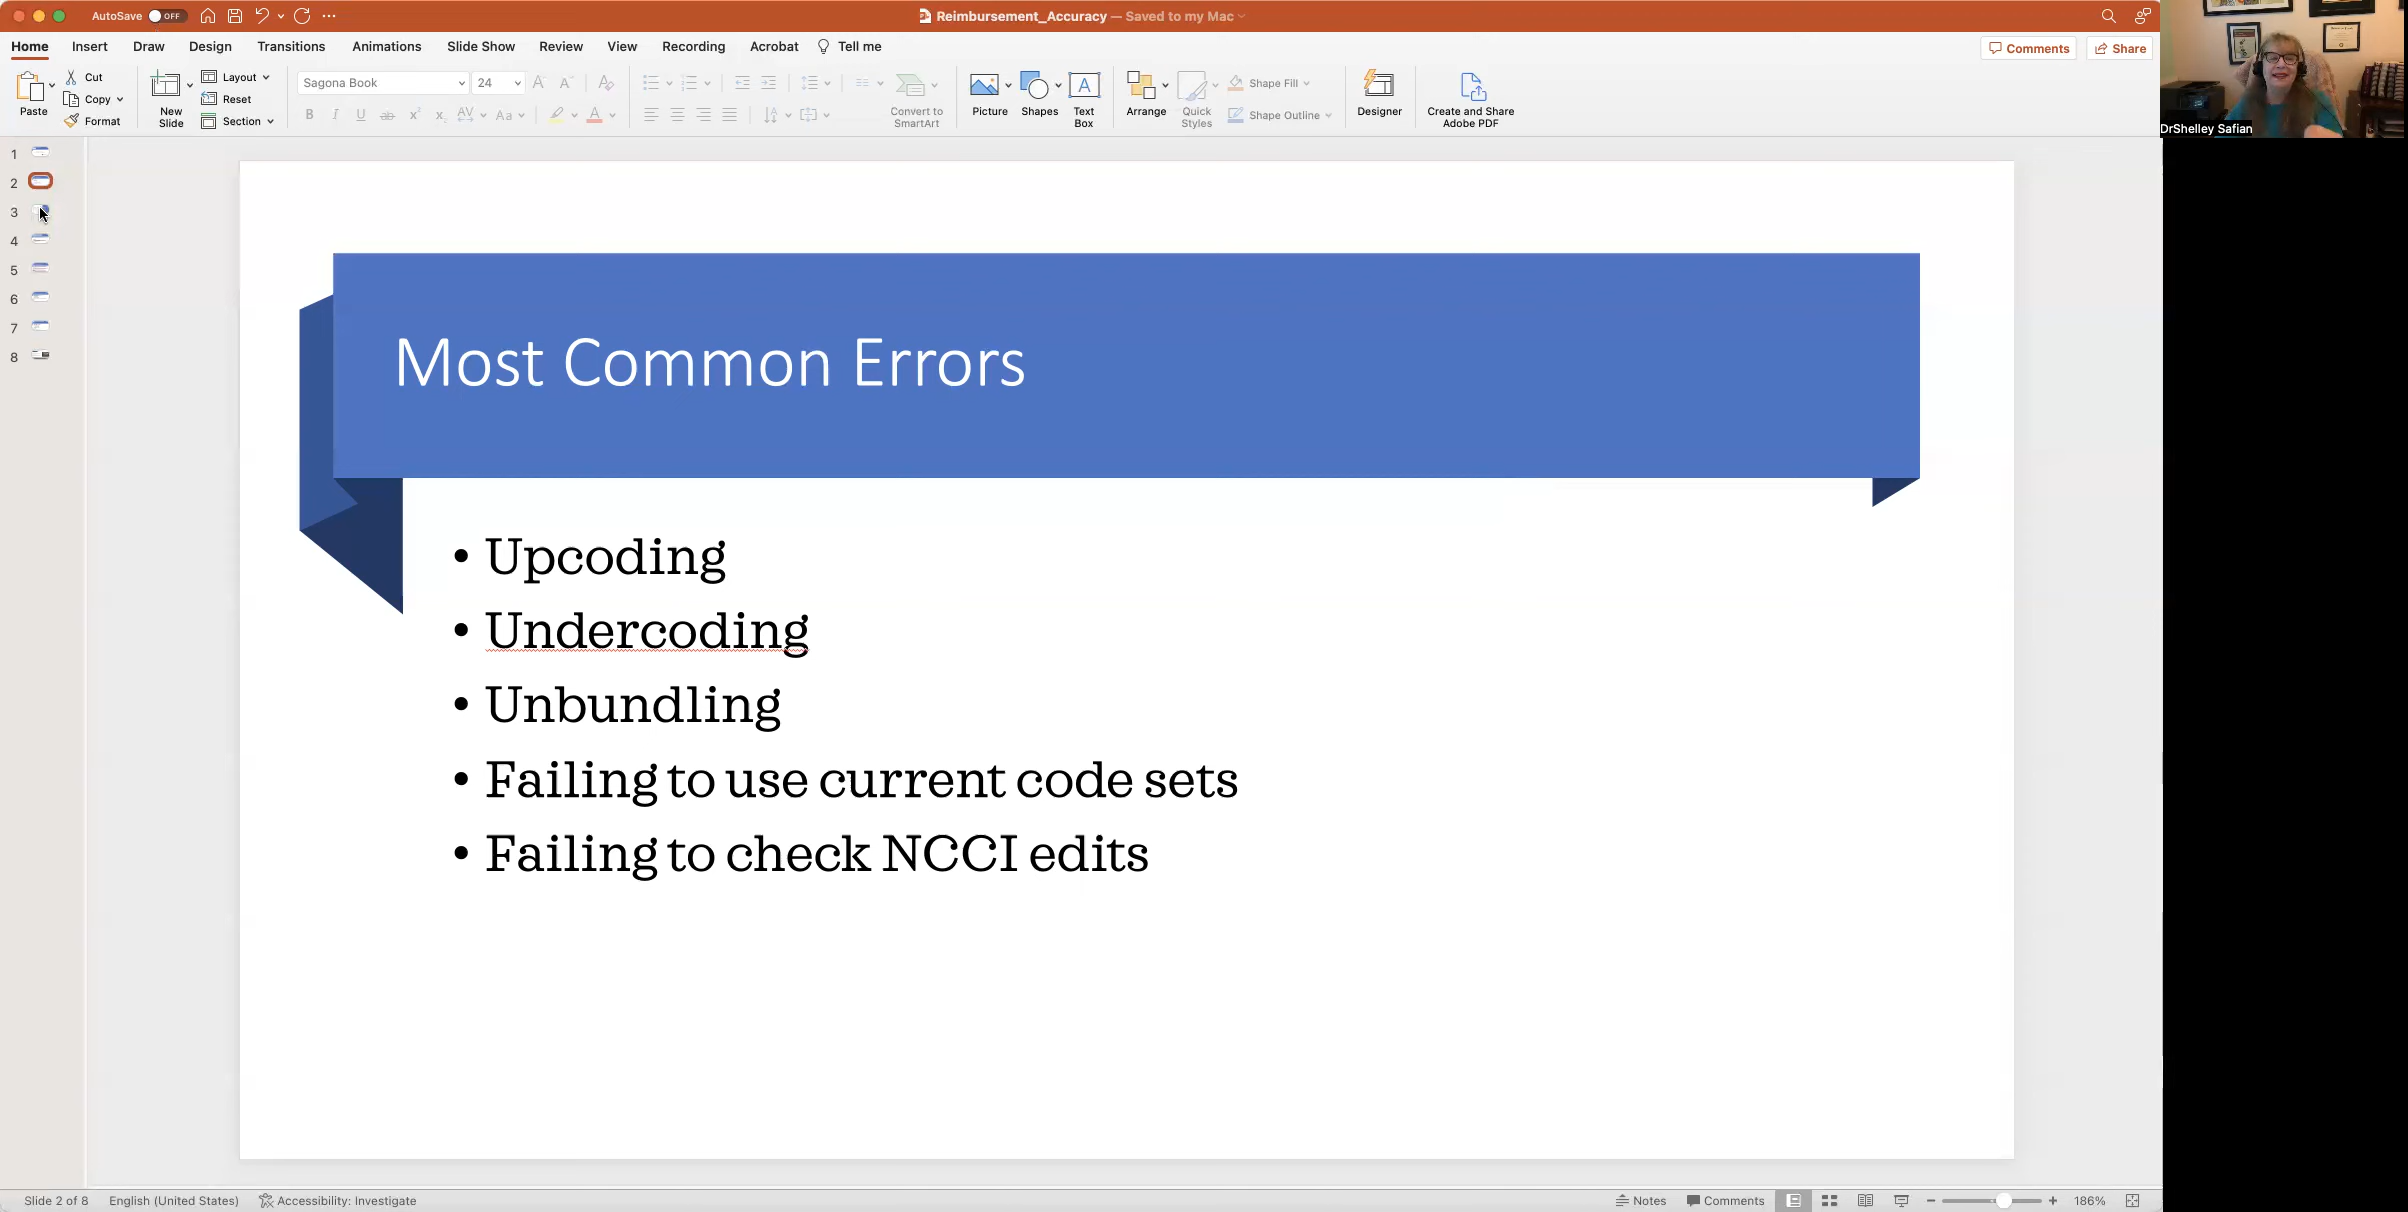 AutoSave OFF
Reimbursement_Accuracy — Saved to my Mac
Home Insert Draw Design Transitions Animations Slide Show Review View Recording Acrobat Tell me
Comments Share
Paste
Cut
Copy
Format
New
Slide
Layout
Reset
Section
Sagona Book 24
Convert to
SmartArt
Picture
Shapes
Text
Box
Arrange
Quick
Styles
Shape Fill
Shape Outline
Designer
Create and Share
Adobe PDF
DrShelley Safian
1
2
3
4
5
6
7
8
Most Common Errors
• Upcoding
• Undercoding
• Unbundling
• Failing to use current code sets
• Failing to check NCCI edits
Slide 2 of 8 English (United States) Accessibility: Investigate
Notes Comments 186%